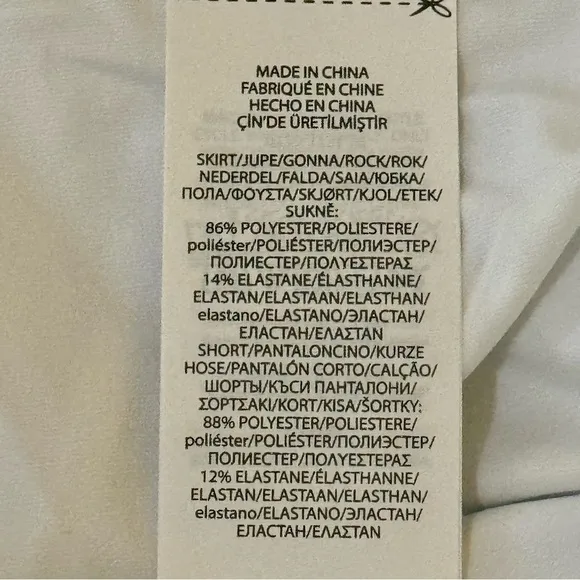 MADE IN CHINA
FABRIQUÉ EN CHINE
HECHO EN CHINA
ÇİN'DE ÜRETİLMİŞTİR
SKIRT/JUPE/GONNA/ROCK/ROK/
NEDERDEL/FALDA/SAIA/ЮБКА/
ПОЛА/ΦΟΥΣΤΑ/SKJØRT/KJOL/ETEK/
SUKNĚ:
86% POLYESTER/POLIESTERE/
poliéster/POLIÉSTER/ПОЛИЭСТЕР/
ПОЛИЕСТЕР/ΠΟΛΥΕΣΤΕΡΑΣ
14% ELASTANE/ÉLASTHANNE/
ELASTAN/ELASTAAN/ELASTHAN/
elastano/ELASTANO/ЭЛАСТАН/
ЕЛАСТАН/ΕΛΑΣΤΑΝ
SHORT/PANTALONCINO/KURZE
HOSE/PANTALÓN CORTO/CALÇÃO/
ШОРТЫ/КЪСИ ПАНТАЛОНИ/
ΣΟΡΤΣΑΚΙ/KORT/KISA/ŠORTKY:
88% POLYESTER/POLIESTERE/
poliéster/POLIÉSTER/ПОЛИЭСТЕР/
ПОЛИЕСТЕР/ΠΟΛΥΕΣΤΕΡΑΣ
12% ELASTANE/ÉLASTHANNE/
ELASTAN/ELASTAAN/ELASTHAN/
elastano/ELASTANO/ЭЛАСТАН/
ЕЛАСТАН/ΕΛΑΣΤΑΝ